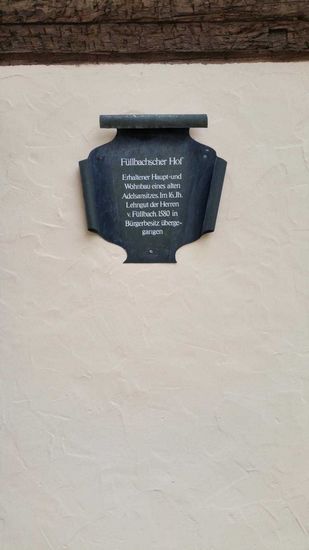 Füllbachscher Hof
Erhaltener Haupt-und
Wohnbau eines alten
Adelsansitzes. Im 16. Jh.
Lehngut der Herren
v. Füllbach. 1580 in
Bürgerbesitz überge-
gangen